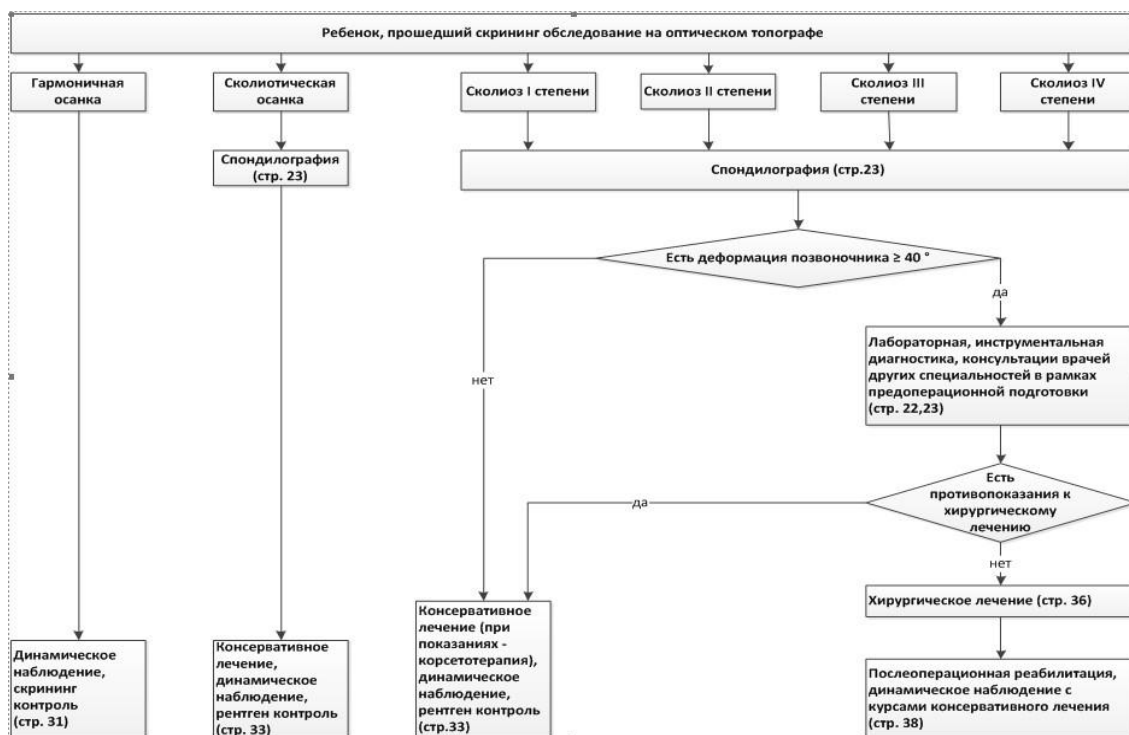 Ребенок, прошедший скрининг обследование на оптическом топографе
Гармоничная
осанка
Сколиотическая
осанка
Сколиоз I степени
Сколиоз II степени
Сколиоз III
степени
Сколиоз IV
степени
Спондилография
(стр. 23)
Спондилография (стр.23)
Есть деформация позвоночника ≥ 40 °
да
нет
Лабораторная, инструментальная
диагностика, консультации врачей
других специальностей в рамках
предоперационной подготовки
(стр. 22,23)
Есть
противопоказания к
хирургическому
лечению
да
нет
Хирургическое лечение (стр. 36)
Динамическое
наблюдение,
скрининг
контроль
(стр. 31)
Консервативное
лечение,
динамическое
наблюдение,
рентген контроль
(стр. 33)
Консервативное
лечение (при
показаниях -
корсетотерапия),
динамическое
наблюдение,
рентген контроль
(стр.33)
Послеоперационная реабилитация,
динамическое наблюдение с
курсами консервативного лечения
(стр. 38)